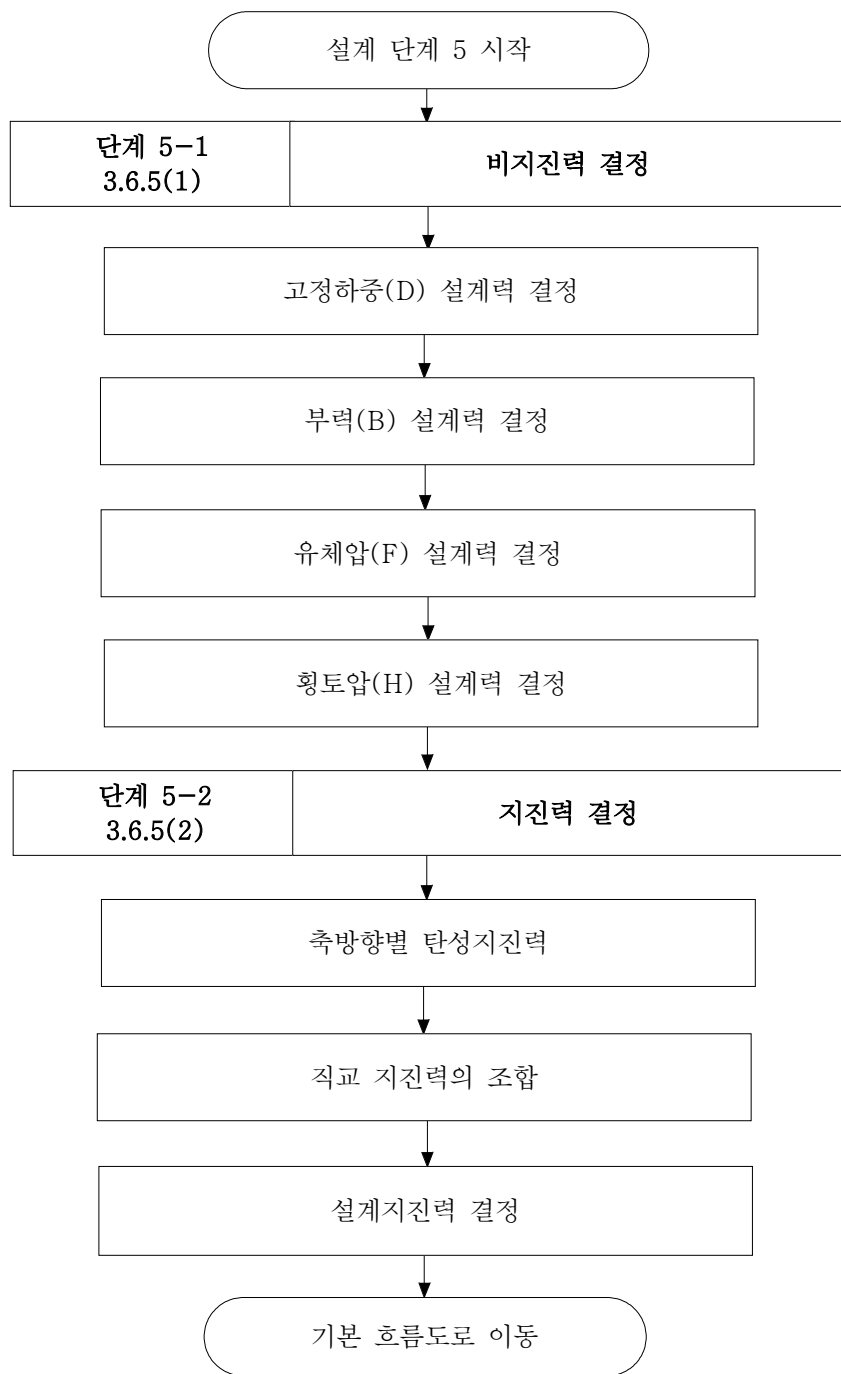 설계 단계 5 시작
단계 5-1
3.6.5(1)
비지진력 결정
고정하중(D) 설계력 결정
부력(B) 설계력 결정
유체압(F) 설계력 결정
횡토압(H) 설계력 결정
단계 5-2
3.6.5(2)
지진력 결정
축방향별 탄성지진력
직교 지진력의 조합
설계지진력 결정
기본 흐름도로 이동